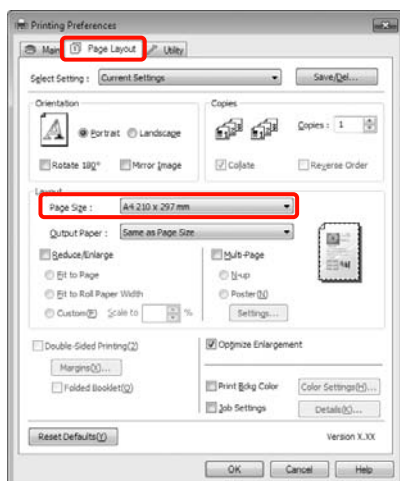 Printing Preferences
Main Page Layout Utility
Select Setting : Current Settings Save/Del...
Orientation Copies
A Portrait Landscape Copies : 1
Rotate 180° Mirror Image Collate Reverse Order
Layout
Page Size : A4 210 x 297 mm
Output Paper : Same as Page Size
Reduce/Enlarge Multi-Page
Fit to Page N-up
Fit to Roll Paper Width Poster(N)
Custom(F) Scale to % Settings...
Double-Sided Printing(2) Optimize Enlargement
Margins(X)...
Folded Booklet(Q) Print Bckg Color Color Settings(H)...
Job Settings Details(K)...
Reset Defaults(Y) Version X.XX
OK Cancel Help